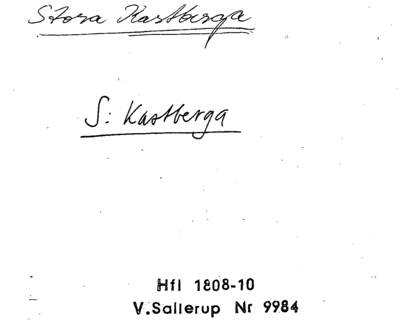 Stora Kastberga
S: Kastberga
Hfl 1808-10
V.Sallerup Nr 9984